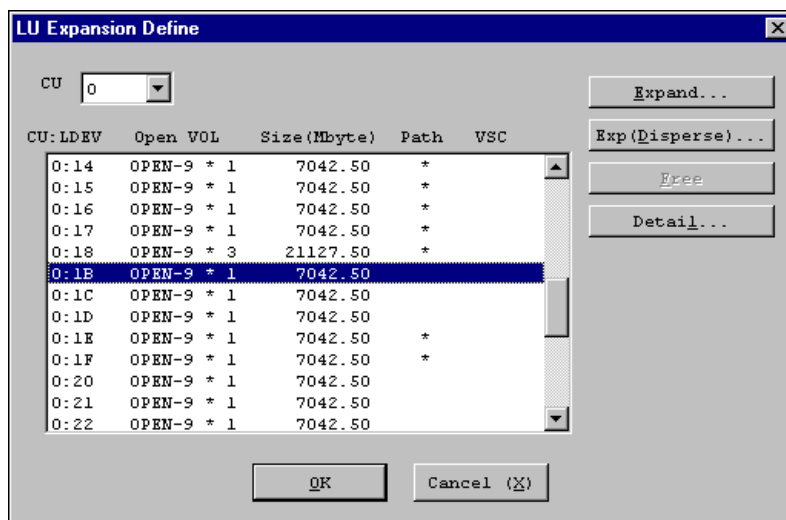 LU Expansion Define
CU 0
Expand...
CU:LDEV Open VOL Size(Mbyte) Path VSC
Exp(Disperse)...
0:14 OPEN-9 * 1 7042.50 *
0:15 OPEN-9 * 1 7042.50 *
Free
0:16 OPEN-9 * 1 7042.50 *
0:17 OPEN-9 * 1 7042.50 *
Detail...
0:18 OPEN-9 * 3 21127.50 *
0:1B OPEN-9 * 1 7042.50
0:1C OPEN-9 * 1 7042.50
0:1D OPEN-9 * 1 7042.50
0:1E OPEN-9 * 1 7042.50 *
0:1F OPEN-9 * 1 7042.50 *
0:20 OPEN-9 * 1 7042.50
0:21 OPEN-9 * 1 7042.50
0:22 OPEN-9 * 1 7042.50
OK Cancel (X)